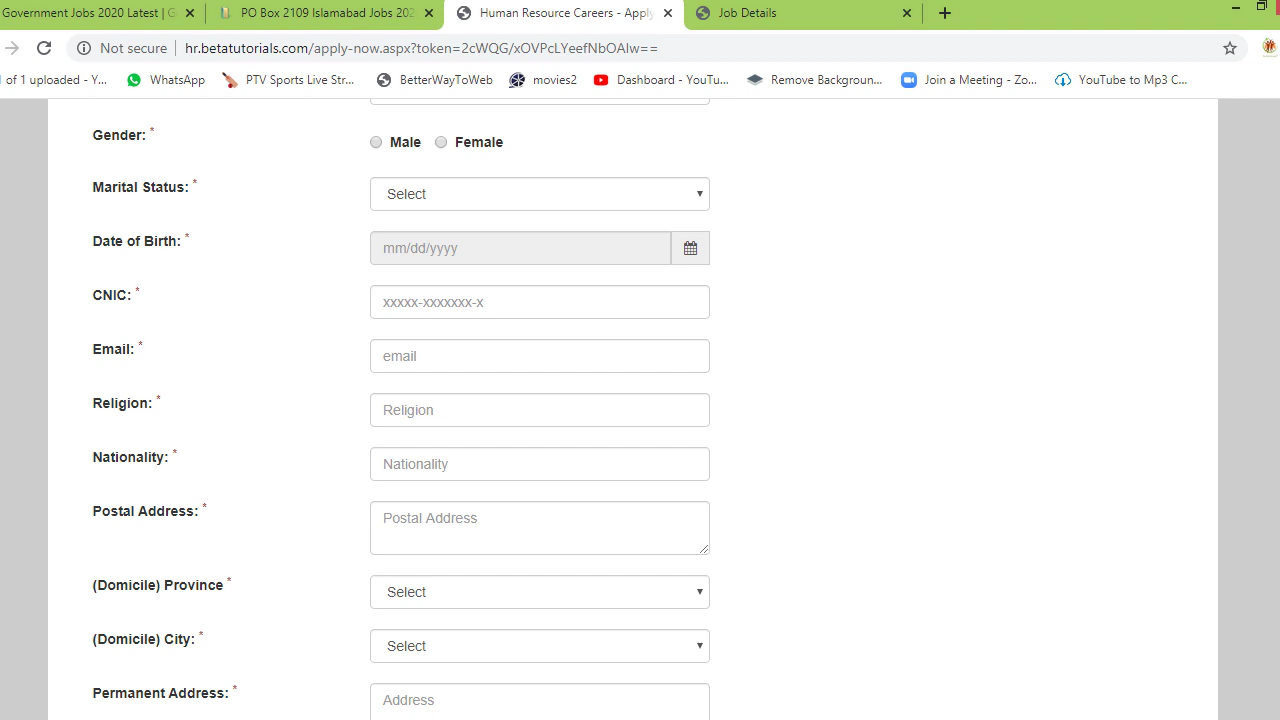 Government Jobs 2020 Latest | G
PO Box 2109 Islamabad Jobs 202
Human Resource Careers - Apply
Job Details
Not secure
hr.betatutorials.com/apply-now.aspx?token=2cWQG/xOVPcLYeefNbOAIw==
l of 1 uploaded - Y...
WhatsApp
PTV Sports Live Str...
BetterWayToWeb
movies2
Dashboard - YouTu...
Remove Backgroun...
Join a Meeting - Zo...
YouTube to Mp3 C...
Gender: *
Male
Female
Marital Status: *
Select
Date of Birth: *
mm/dd/yyyy
CNIC: *
xxxxx-xxxxxxx-x
Email: *
email
Religion: *
Religion
Nationality: *
Nationality
Postal Address: *
Postal Address
(Domicile) Province *
Select
(Domicile) City: *
Select
Permanent Address: *
Address